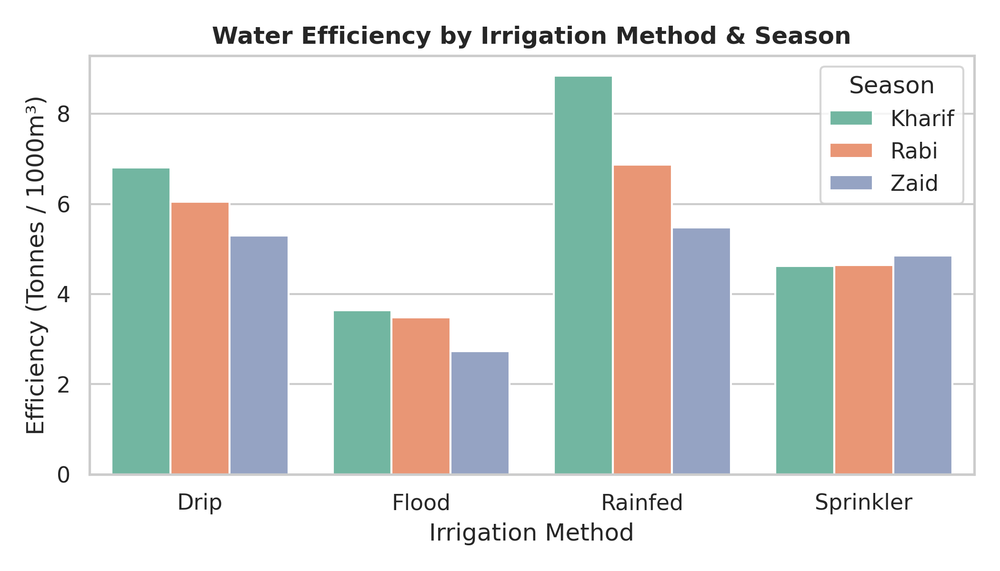 Water Efficiency by Irrigation Method & Season
Efficiency (Tonnes / 1000m³)
8
6
4
2
0
Season
Kharif
Rabi
Zaid
Drip
Flood
Rainfed
Sprinkler
Irrigation Method